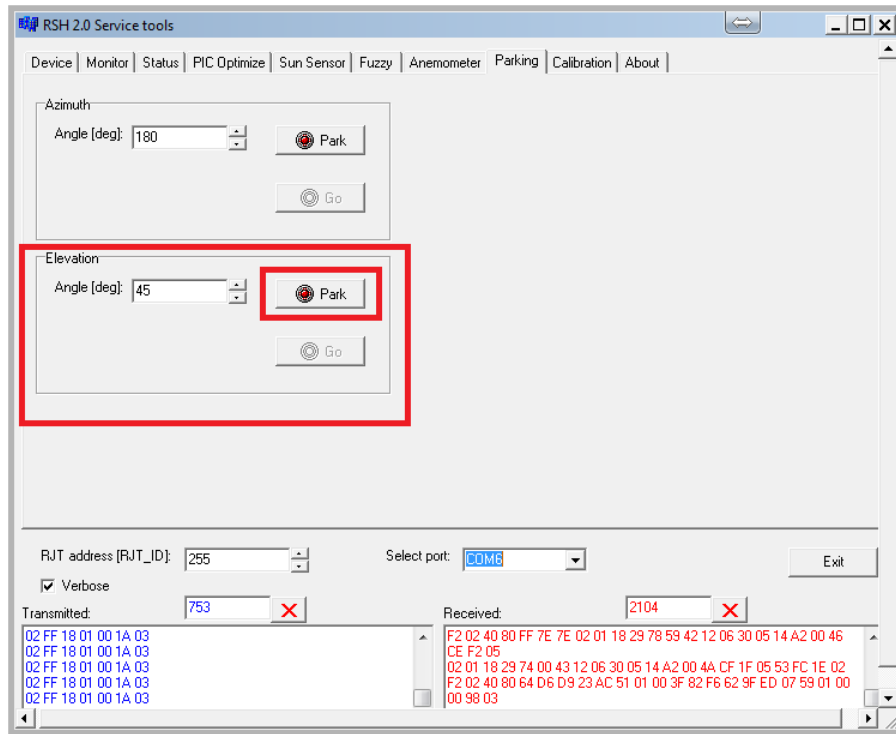 RSH 2.0 Service tools
Device Monitor Status PIC Optimize Sun Sensor Fuzzy Anemometer Parking Calibration About
Azimuth
Angle [deg]: 180 Park
Go
Elevation
Angle [deg]: 45 Park
Go
RJT address [RJT_ID]: 255 Select port: COM6 Exit
Verbose
Transmitted: 753 Received: 2104
02 FF 18 01 00 1A 03
02 FF 18 01 00 1A 03
02 FF 18 01 00 1A 03
02 FF 18 01 00 1A 03
02 FF 18 01 00 1A 03
F2 02 40 80 FF 7E 7E 02 01 18 29 78 59 42 12 06 30 05 14 A2 00 46
CE F2 05
02 01 18 29 74 00 43 12 06 30 05 14 A2 00 4A CF 1F 05 53 FC 1E 02
F2 02 40 80 64 D6 D9 23 AC 51 01 00 3F 82 F6 62 9F ED 07 59 01 00
00 98 03